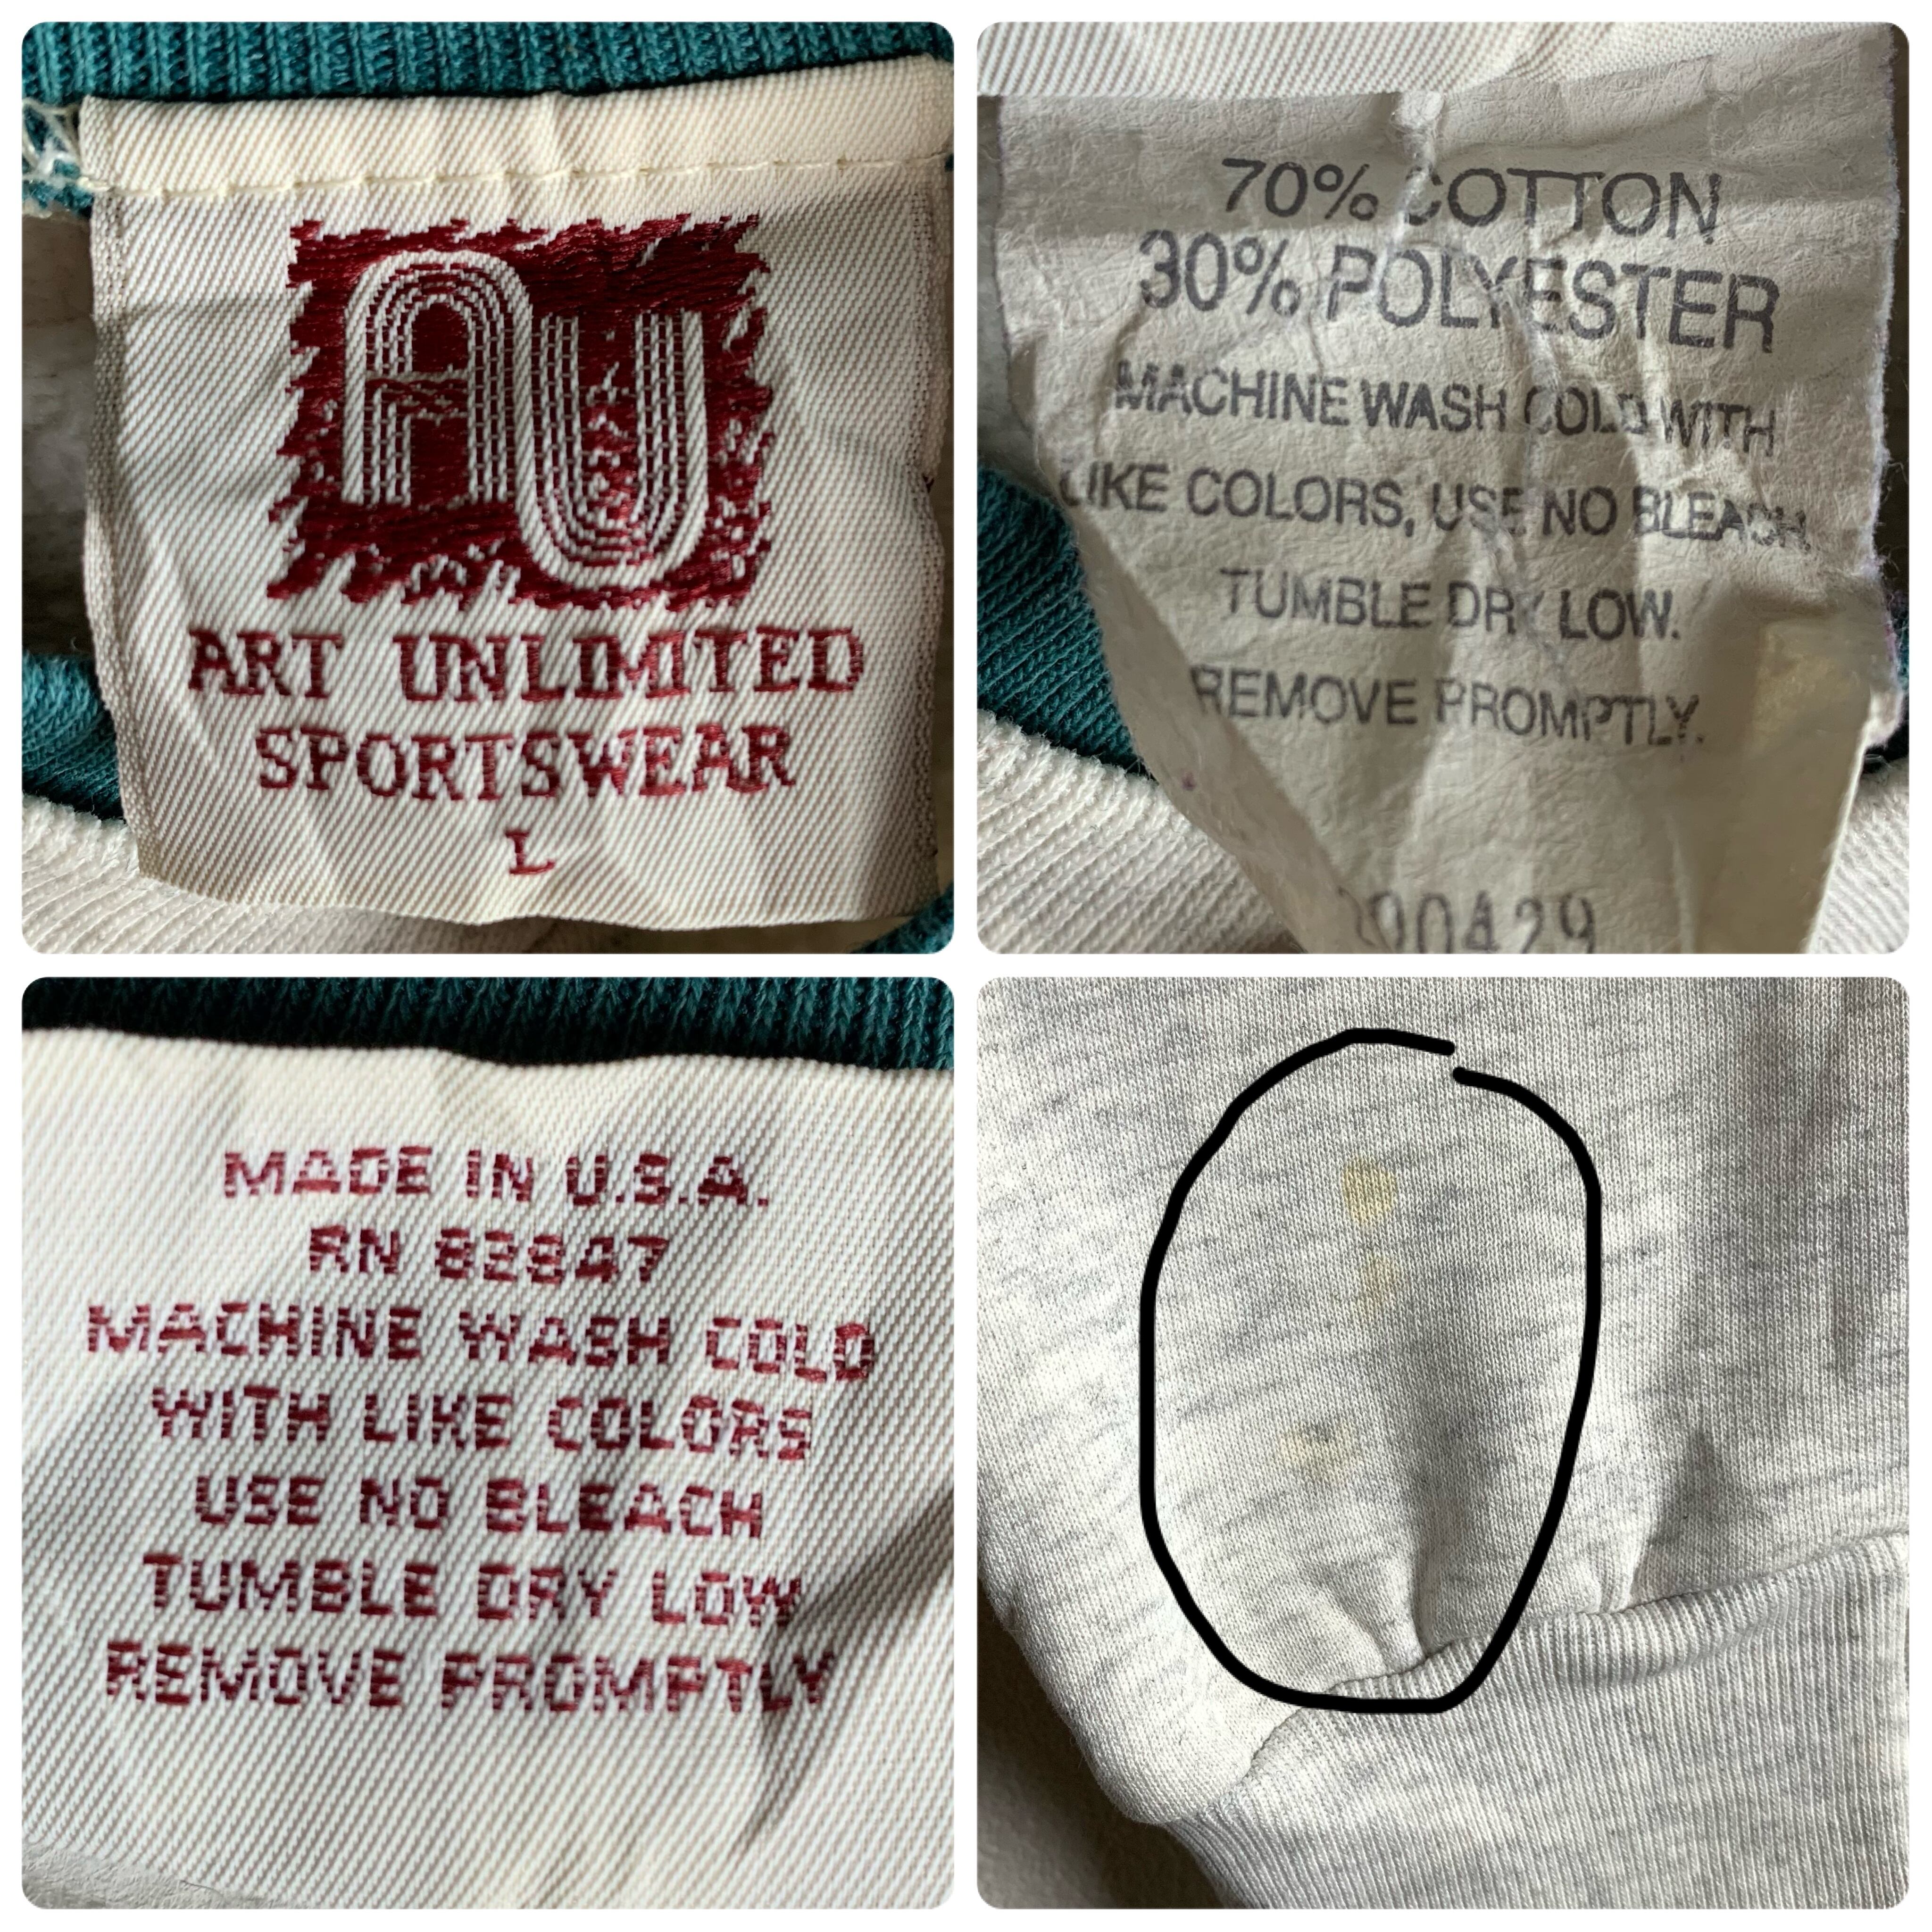 AU
ART UNLIMITED
SPORTSWEAR
L
70% COTTON
30% POLYESTER
MACHINE WASH COLD WITH
LIKE COLORS, USE NO BLEACH.
TUMBLE DRY LOW.
REMOVE PROMPTLY.
MADE IN U.S.A.
RN
MACHINE WASH COLD
WITH LIKE COLORS
USE NO BLEACH
TUMBLE DRY LOW
REMOVE PROMPTLY